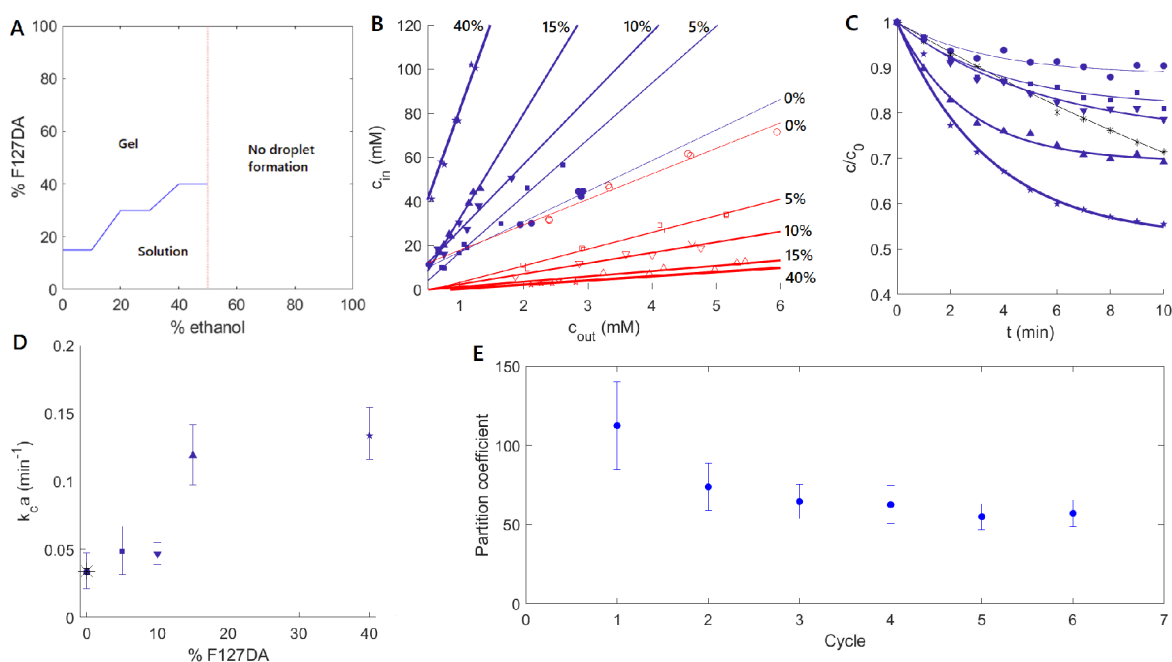 A
100
80
60
40
20
0
% F127DA
Gel
No droplet
formation
Solution
0 20 40 60 80 100
% ethanol
B
120
100
80
60
40
20
0
c_in (mM)
40%
15%
10%
5%
0%
0%
5%
10%
15%
40%
1 2 3 4 5 6
c_out (mM)
C
1
0.9
0.8
0.7
0.6
0.5
0.4
c/c_0
0 2 4 6 8 10
t (min)
D
0.2
0.15
0.1
0.05
0
k_c a (min^-1)
0 10 20 30 40
% F127DA
E
150
100
50
0
Partition coefficient
0 1 2 3 4 5 6 7
Cycle